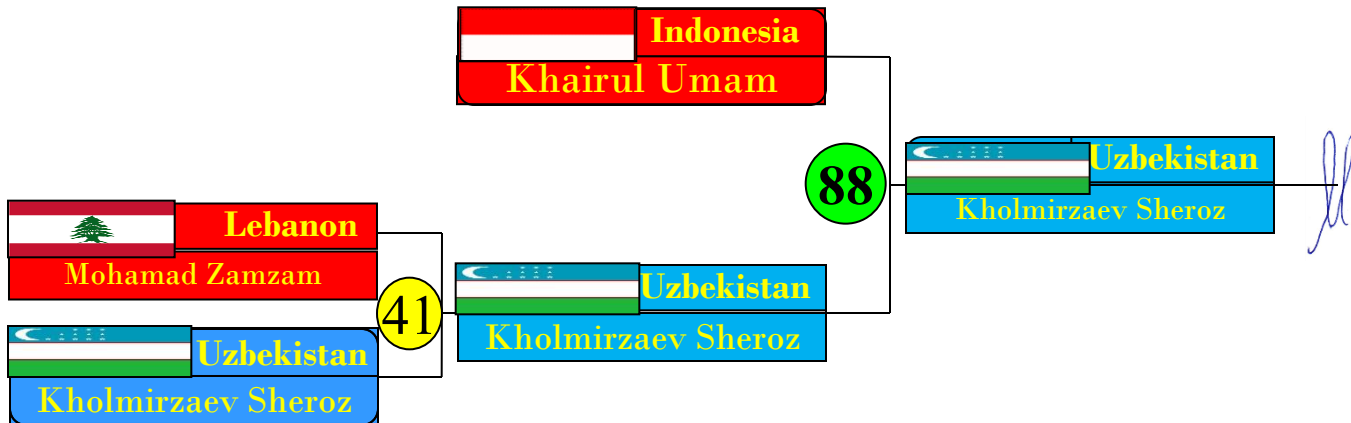 Indonesia
Khairul Umam
88
Uzbekistan
Kholmirzaev Sheroz
Lebanon
Mohamad Zamzam
41
Uzbekistan
Kholmirzaev Sheroz
Uzbekistan
Kholmirzaev Sheroz